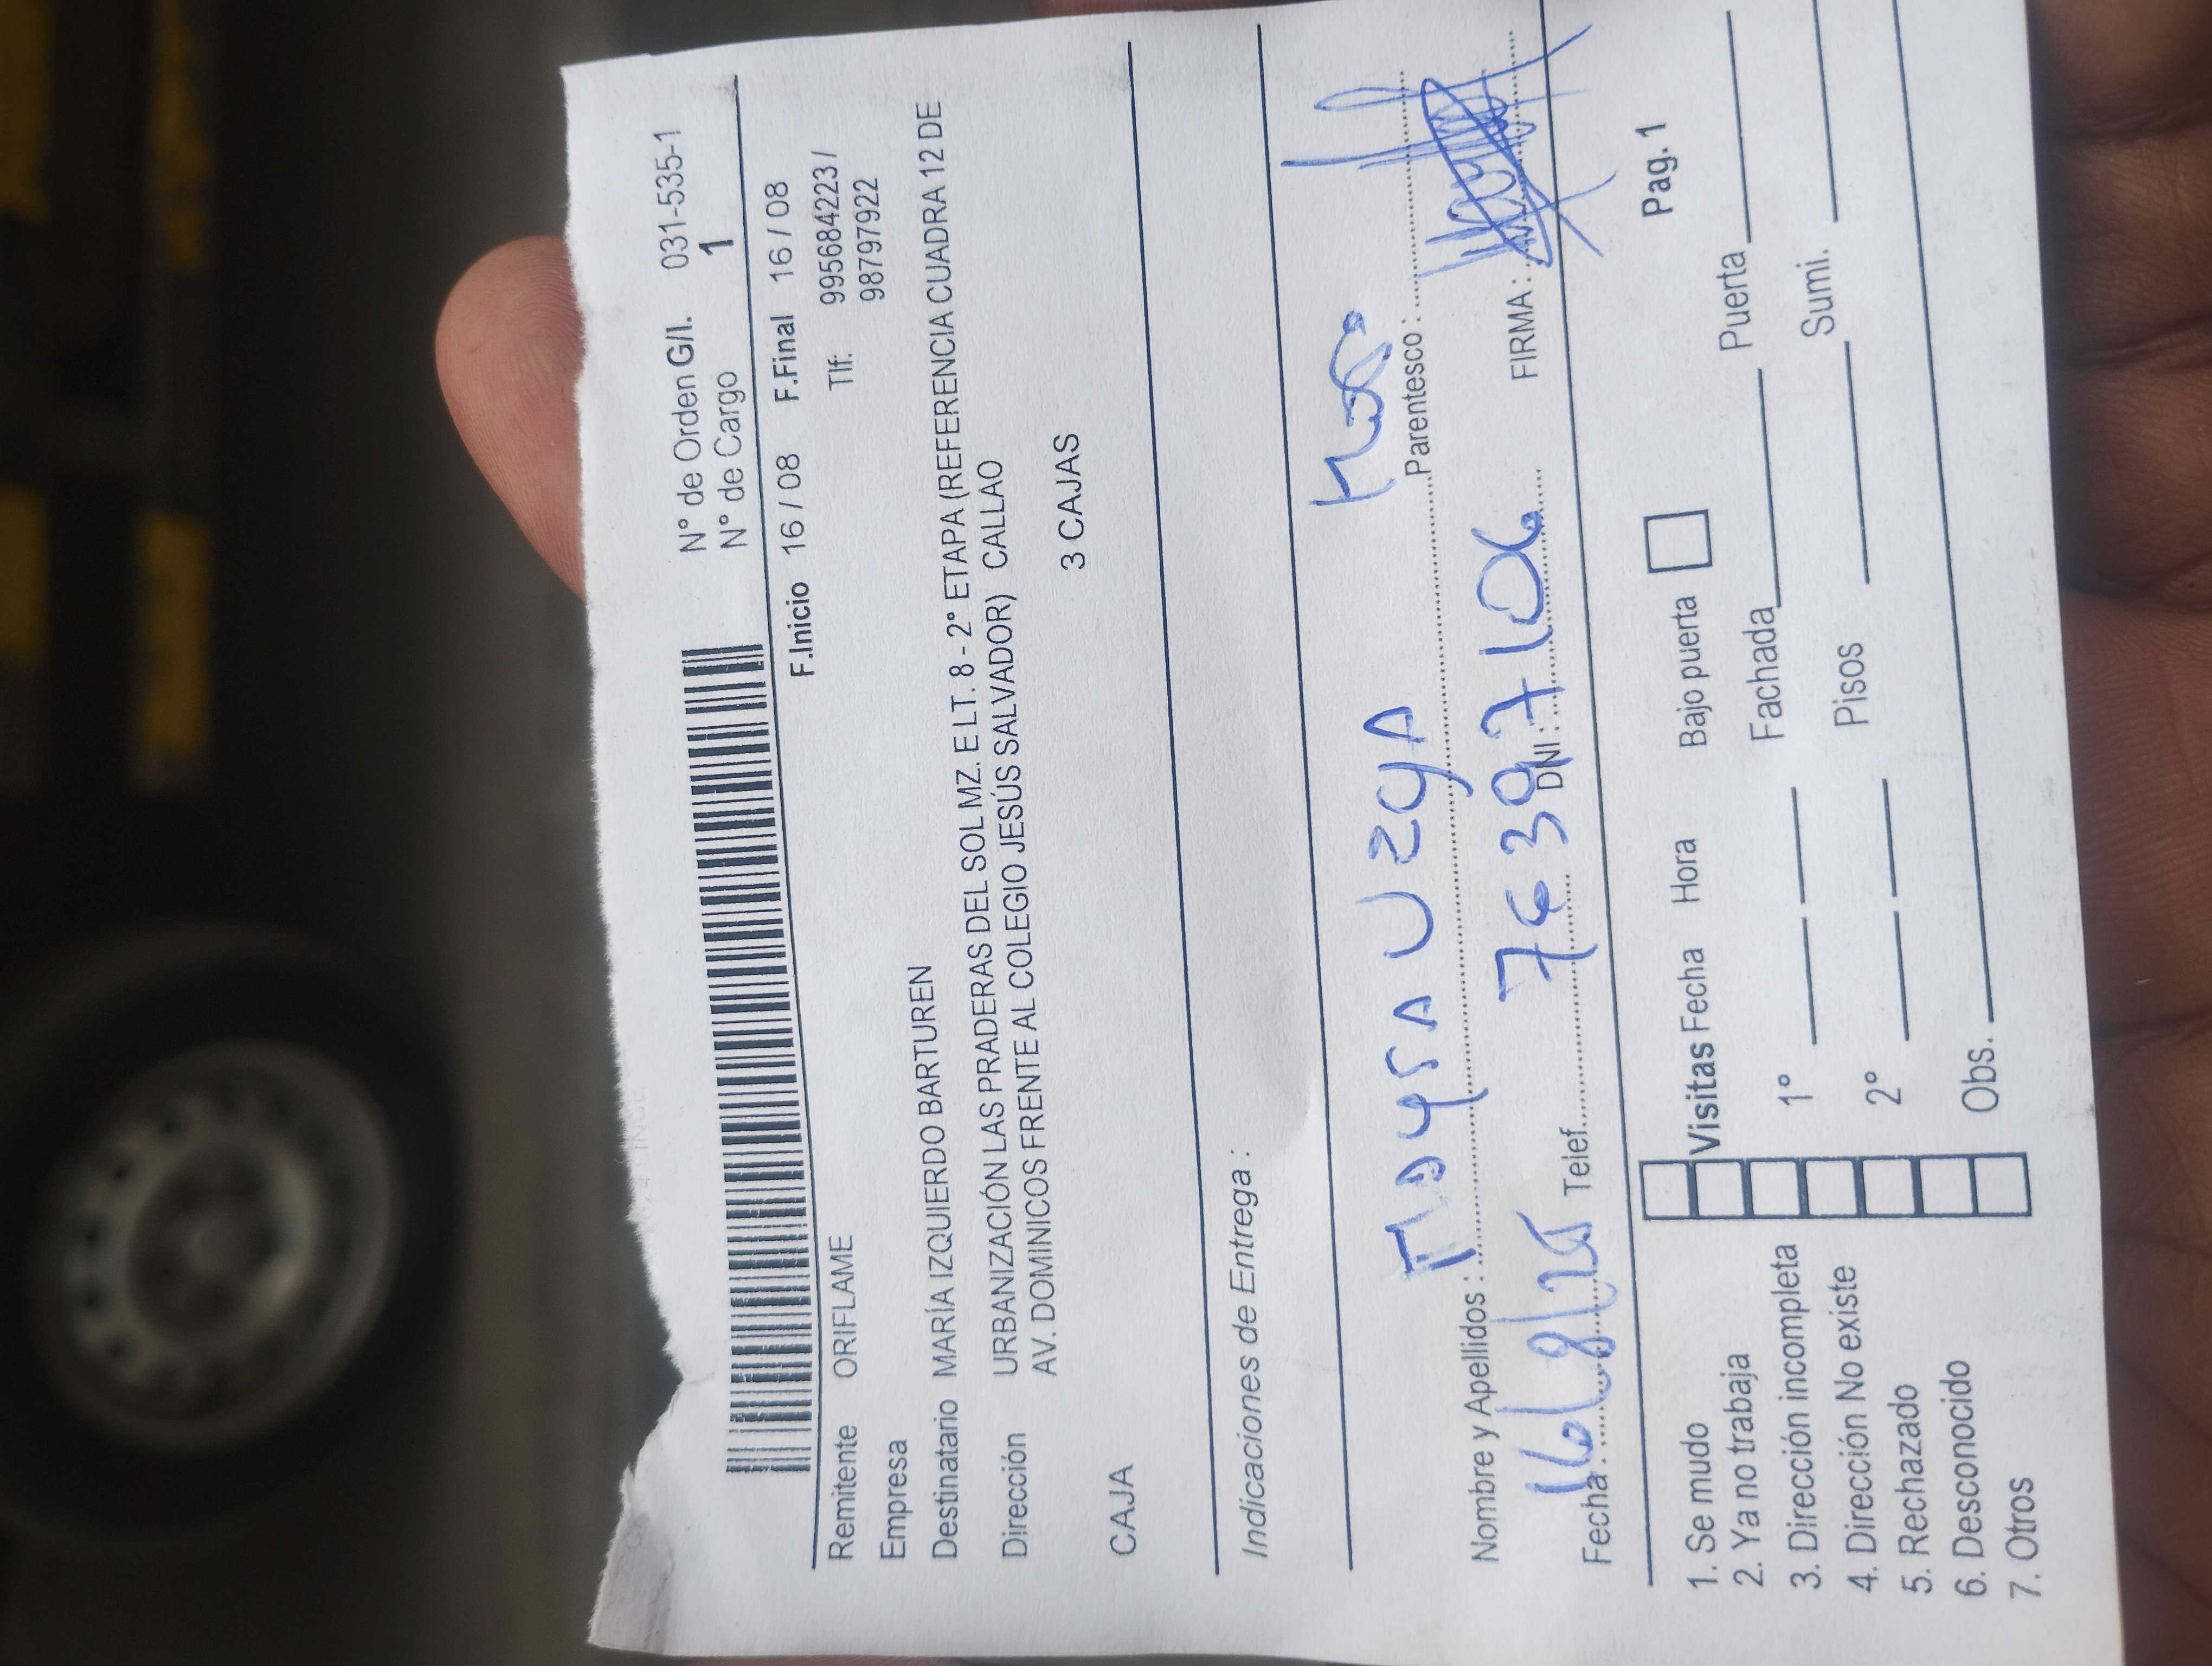 N° de Orden G/I. 031-535-1
N° de Cargo 1
F.Inicio 16 / 08 F.Final 16 / 08
Remitente ORIFLAME Tlf: 9956842223 /
98797922
Empresa
Destinatario MARÍA IZQUIERDO BARTUREN
Dirección URBANIZACIÓN LAS PRADERAS DEL SOL MZ. E LT. 8 - 2° ETAPA (REFERENCIA CUADRA 12 DE
AV. DOMINICOS FRENTE AL COLEGIO JESÚS SALVADOR) CALLAO
CAJA 3 CAJAS
Indicaciones de Entrega :
Nombre y Apellidos : MAYRA UZYA Parentesco :
Fecha : 16/8/25 Telef. DNI : 76397106 FIRMA :
Pag. 1
1. Se mudo
2. Ya no trabaja
3. Dirección incompleta
4. Dirección No existe
5. Rechazado
6. Desconocido
7. Otros
Visitas Fecha Hora Bajo puerta
1° Fachada Puerta
2° Pisos Sumi.
Obs.